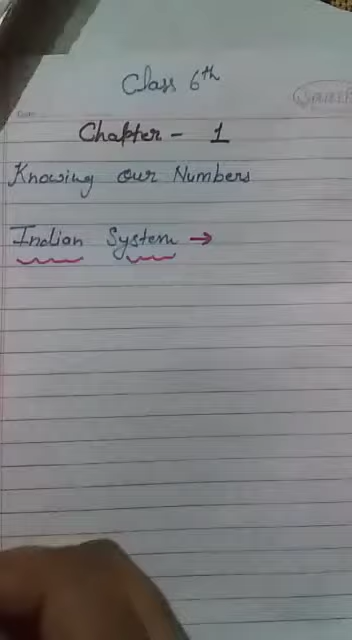 Class 6th
Chapter - 1
Knowing our Numbers
Indian System →